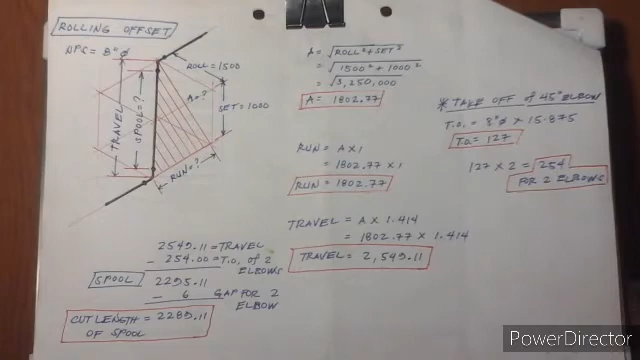 ROLLING OFFSET
NPS = 8"ø
ROLL = 1500
A = ?
SET = 1000
TRAVEL
SPOOL = ?
RUN = ?
A = √ROLL² + SET²
= √1500² + 1000²
= √3,250,000
A = 1802.77
RUN = A x 1
= 1802.77 x 1
RUN = 1802.77
TRAVEL = A x 1.414
= 1802.77 x 1.414
TRAVEL = 2,549.11
* TAKE OFF of 45° ELBOW
T.O. = 8"ø x 15.875
T.O. = 127
127 x 2 = 254
FOR 2 ELBOWS
2549.11 = TRAVEL
- 254.00 = T.O. of 2 ELBOWS
SPOOL 2295.11
- 6 GAP FOR 2 ELBOW
CUT LENGTH = 2289.11
OF SPOOL
PowerDirector